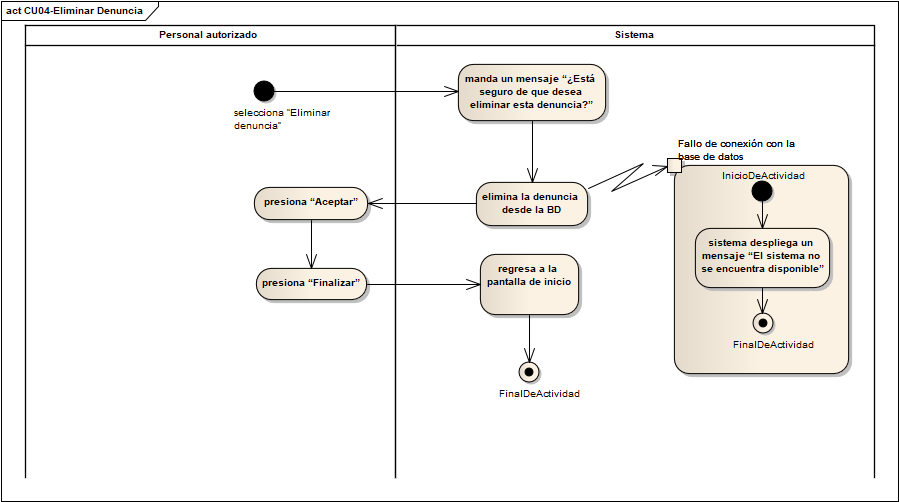 act CU04-Eliminar Denuncia
Personal autorizado
Sistema
selecciona “Eliminar
denuncia”
manda un mensaje “¿Está
seguro de que desea
eliminar esta denuncia?”
elimina la denuncia
desde la BD
presiona “Aceptar”
presiona “Finalizar”
regresa a la
pantalla de inicio
FinalDeActividad
Fallo de conexión con la
base de datos
InicioDeActividad
sistema despliega un
mensaje “El sistema no
se encuentra disponible”
FinalDeActividad